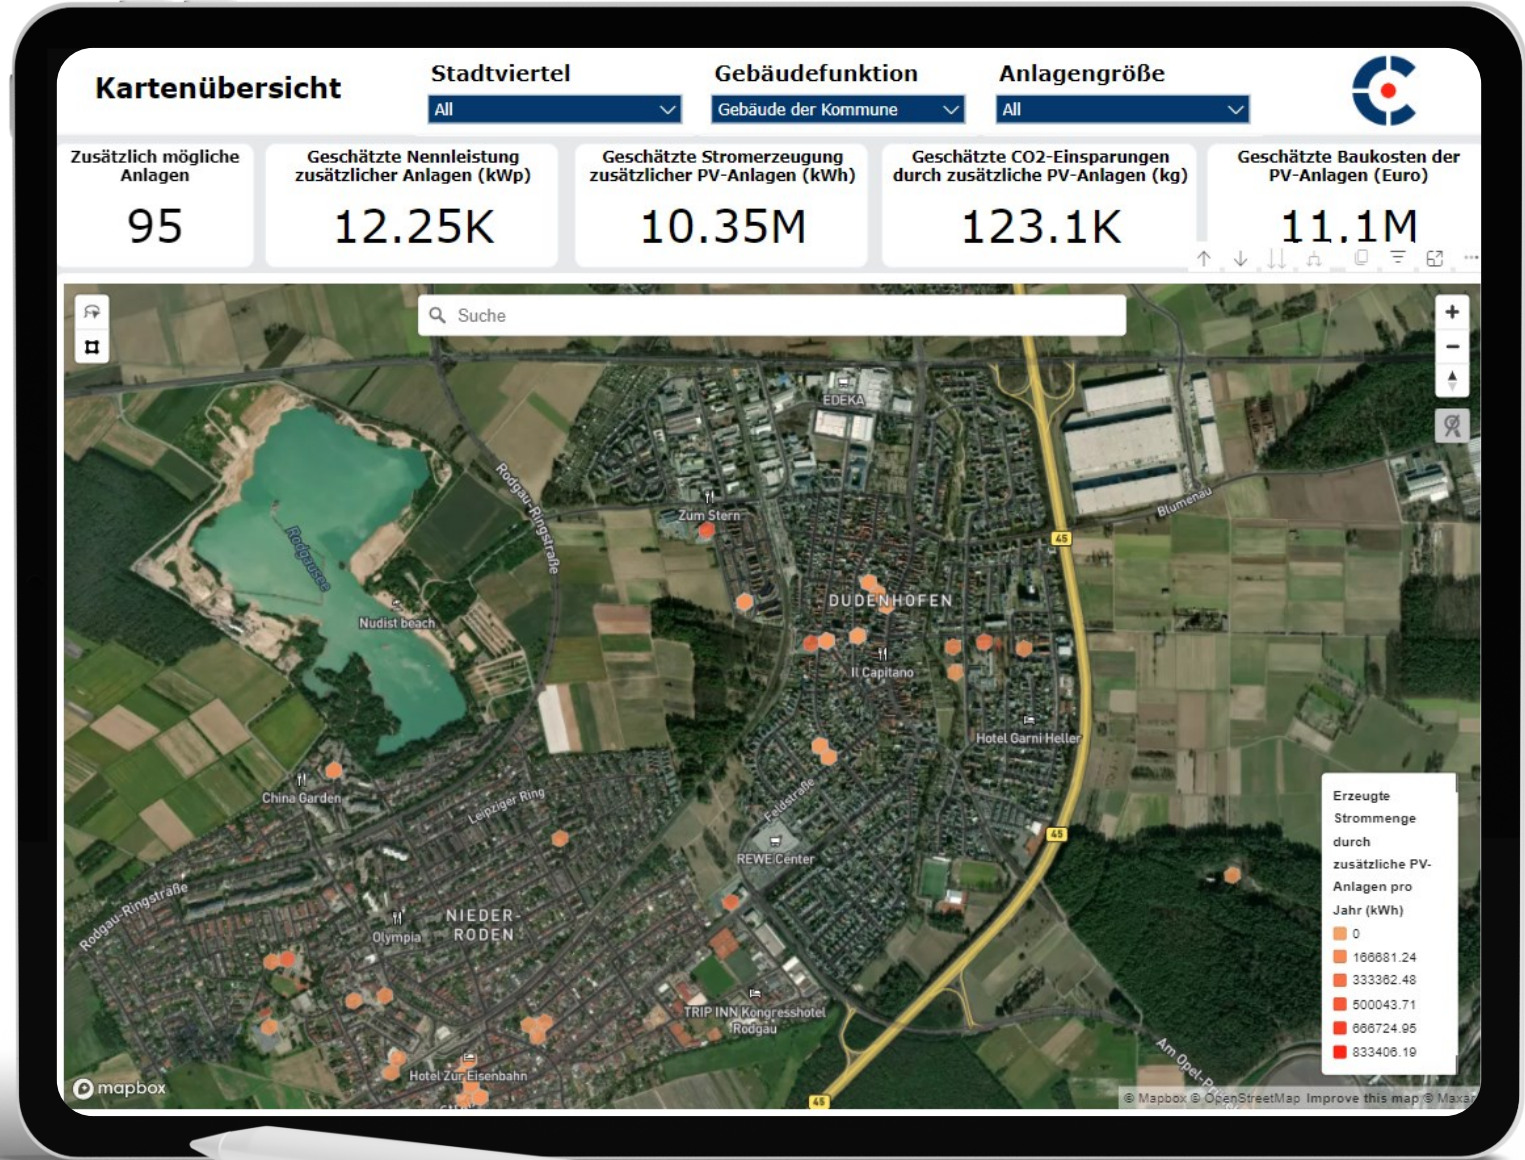 Kartenübersicht
Stadtviertel
All
Gebäudefunktion
Gebäude der Kommune
Anlagengröße
All
Zusätzlich mögliche
Anlagen
95
Geschätzte Nennleistung
zusätzlicher Anlagen (kWp)
12.25K
Geschätzte Stromerzeugung
zusätzlicher PV-Anlagen (kWh)
10.35M
Geschätzte CO2-Einsparungen
durch zusätzliche PV-Anlagen (kg)
123.1K
Geschätzte Baukosten der
PV-Anlagen (Euro)
11.1M
Suche
EDEKA
Rodgau-Ringstraße
Zum Stern
Blumenau
45
Rodgausee
DUDENHOFEN
Nudist beach
Il Capitano
Hotel Garni Heller
China Garden
Leipziger Ring
Feldstraße
45
REWE Center
Rodgau-Ringstraße
Olympia
NIEDER-
RODEN
TRIP INN Kongresshotel
Rodgau
Hotel Zur Eisenbahn
45
Erzeugte
Strommenge
durch
zusätzliche PV-
Anlagen pro
Jahr (kWh)
0
166681.24
333362.48
500043.71
666724.95
833406.19
mapbox
© Mapbox © OpenStreetMap Improve this map © Maxar